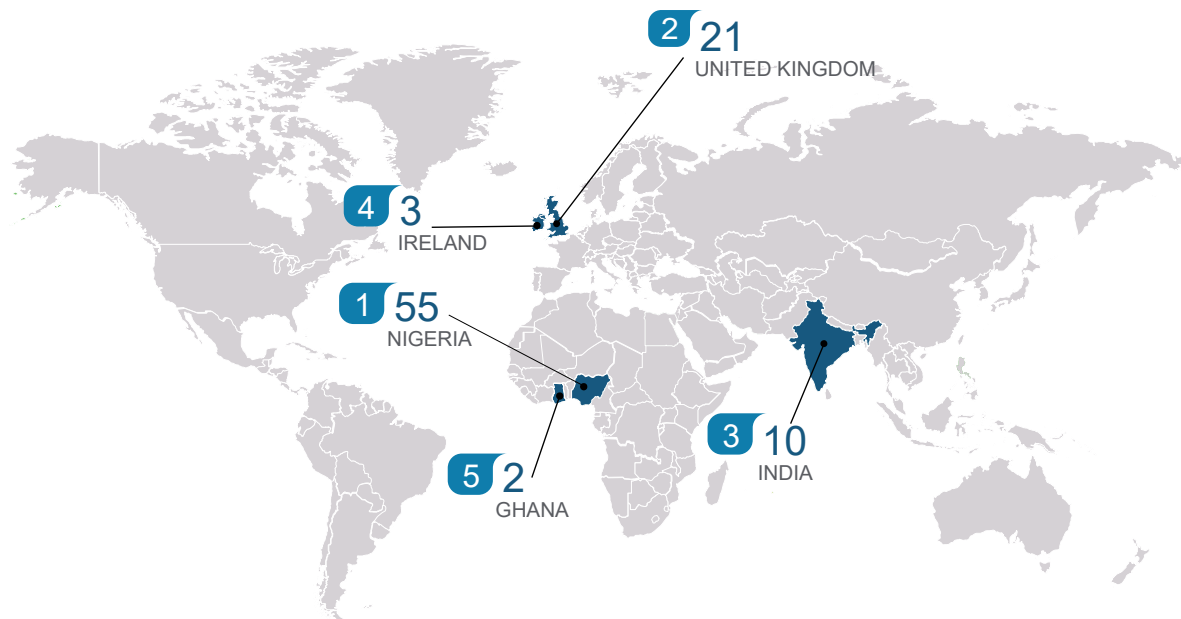 2 21
UNITED KINGDOM
4 3
IRELAND
1 55
NIGERIA
3 10
INDIA
5 2
GHANA